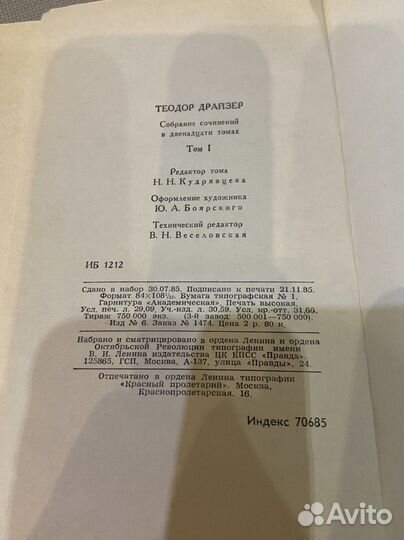 ТЕОДОР ДРАЙЗЕР
Собрание сочинений
в двенадцати томах
Том I
Редактор тома
Н. Н. Кудрявцева
Оформление художника
Ю. А. Боярского
Технический редактор
В. Н. Веселовская
ИБ 1212
Сдано в набор 30.07.85. Подписано к печати 21.11.85.
Формат 84×108¹/₃₂. Бумага типографская № 1.
Гарнитура «Академическая». Печать высокая.
Усл. печ. л. 29,09. Уч.-изд. л. 30,59. Усл. кр.-отт. 31,66.
Тираж 750 000 экз. (3-й завод: 500 001—750 000).
Изд № 6. Заказ № 1474. Цена 2 р. 80 к.
Набрано и сматрицировано в ордена Ленина и ордена
Октябрьской Революции типографии имени
В. И. Ленина издательства ЦК КПСС «Правда».
125865, ГСП, Москва, А-137, улица «Правды», 24.
Отпечатано в ордена Ленина типографии
«Красный пролетарий». Москва,
Краснопролетарская, 16.
Индекс 70685
Avito